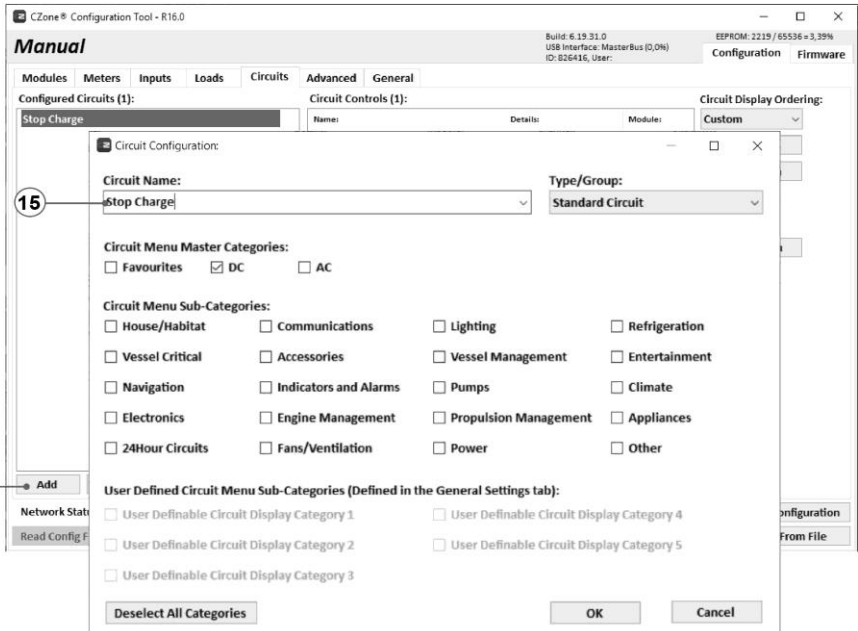 CZone® Configuration Tool - R16.0
Manual
Build: 6.19.31.0
USB Interface: MasterBus (0,0%)
ID: 826416, User:
EEPROM: 2219 / 65536 = 3,39%
Configuration Firmware
Modules Meters Inputs Loads Circuits Advanced General
Configured Circuits (1): Circuit Controls (1): Circuit Display Ordering:
Stop Charge Name: Details: Module: Custom
Circuit Configuration:
Circuit Name: Type/Group:
15 Stop Charge Standard Circuit
Circuit Menu Master Categories:
Favourites DC AC
Circuit Menu Sub-Categories:
House/Habitat Communications Lighting Refrigeration
Vessel Critical Accessories Vessel Management Entertainment
Navigation Indicators and Alarms Pumps Climate
Electronics Engine Management Propulsion Management Appliances
24Hour Circuits Fans/Ventilation Power Other
Add
User Defined Circuit Menu Sub-Categories (Defined in the General Settings tab):
Network
User Definable Circuit Display Category 1 User Definable Circuit Display Category 4
Read Config From File
User Definable Circuit Display Category 2 User Definable Circuit Display Category 5
User Definable Circuit Display Category 3
Deselect All Categories OK Cancel